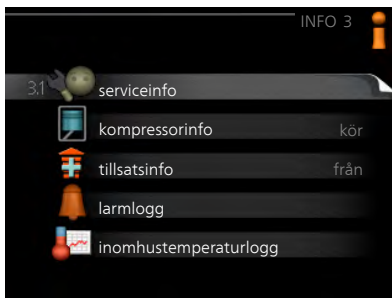 INFO 3
3.1 serviceinfo
kompressorinfo kör
tillsatsinfo från
larmlogg
inomhustemperaturlogg